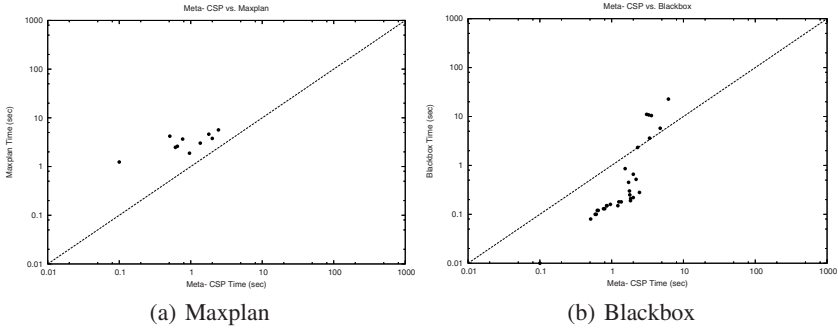 Meta- CSP vs. Maxplan
1000
100
10
1
0.1
0.01
Maxplan Time (sec)
0.01 0.1 1 10 100 1000
Meta- CSP Time (sec)
(a) Maxplan
Meta- CSP vs. Blackbox
1000
100
10
1
0.1
0.01
Blackbox Time (sec)
0.01 0.1 1 10 100 1000
Meta- CSP Time (sec)
(b) Blackbox